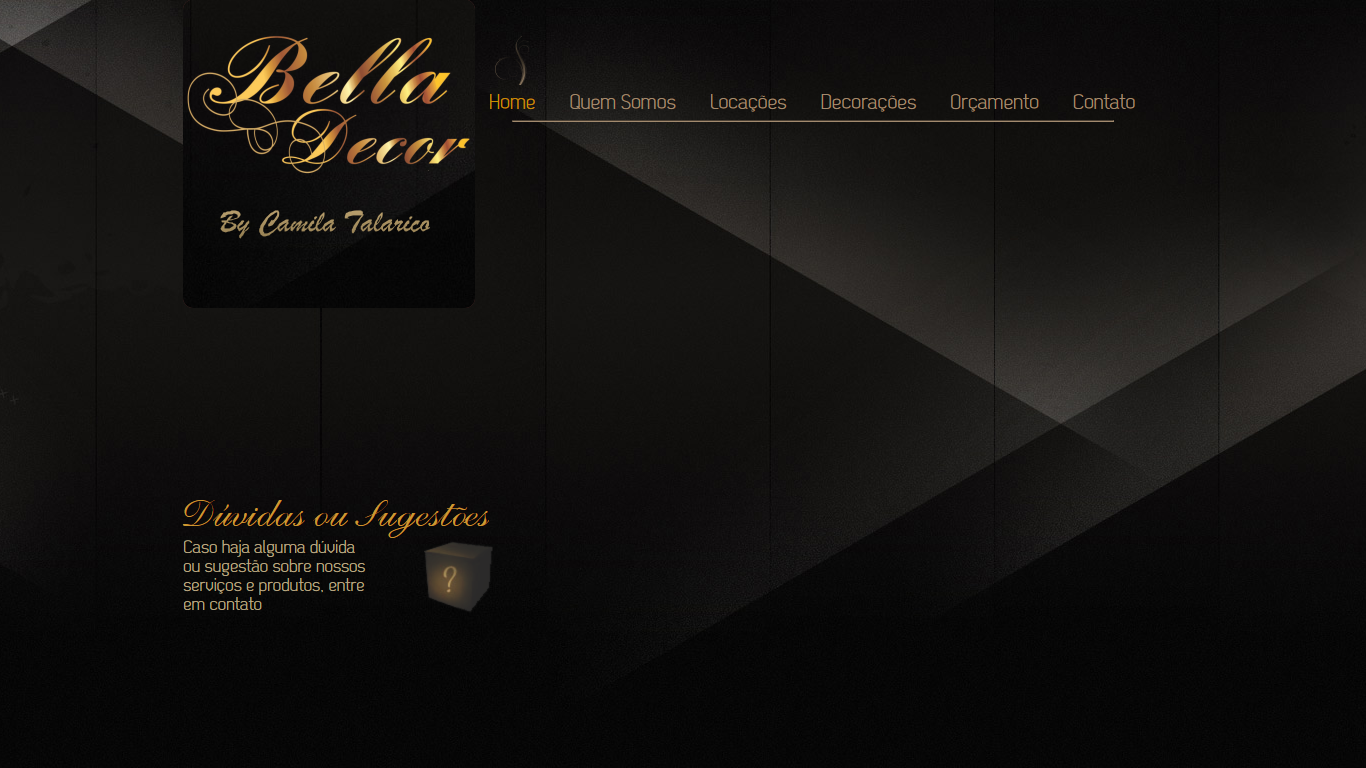 Bella
Decor
By Camila Talarico
Home Quem Somos Locações Decorações Orçamento Contato
Dúvidas ou Sugestões
Caso haja alguma dúvida
ou sugestão sobre nossos
serviços e produtos, entre
em contato
?